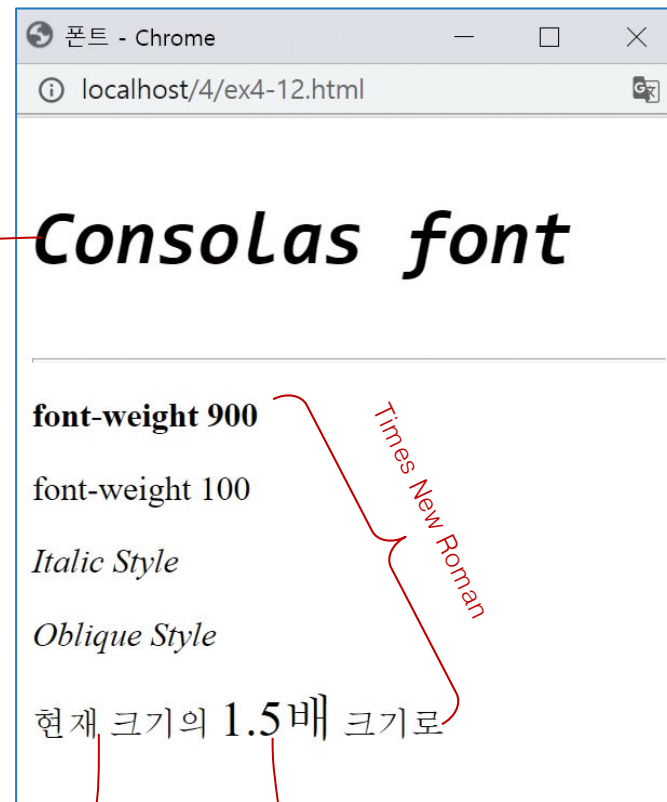 폰트 - Chrome
localhost/4/ex4-12.html
Consolas font
font-weight 900
Times New Roman
font-weight 100
Italic Style
Oblique Style
현재 크기의 1.5배 크기로